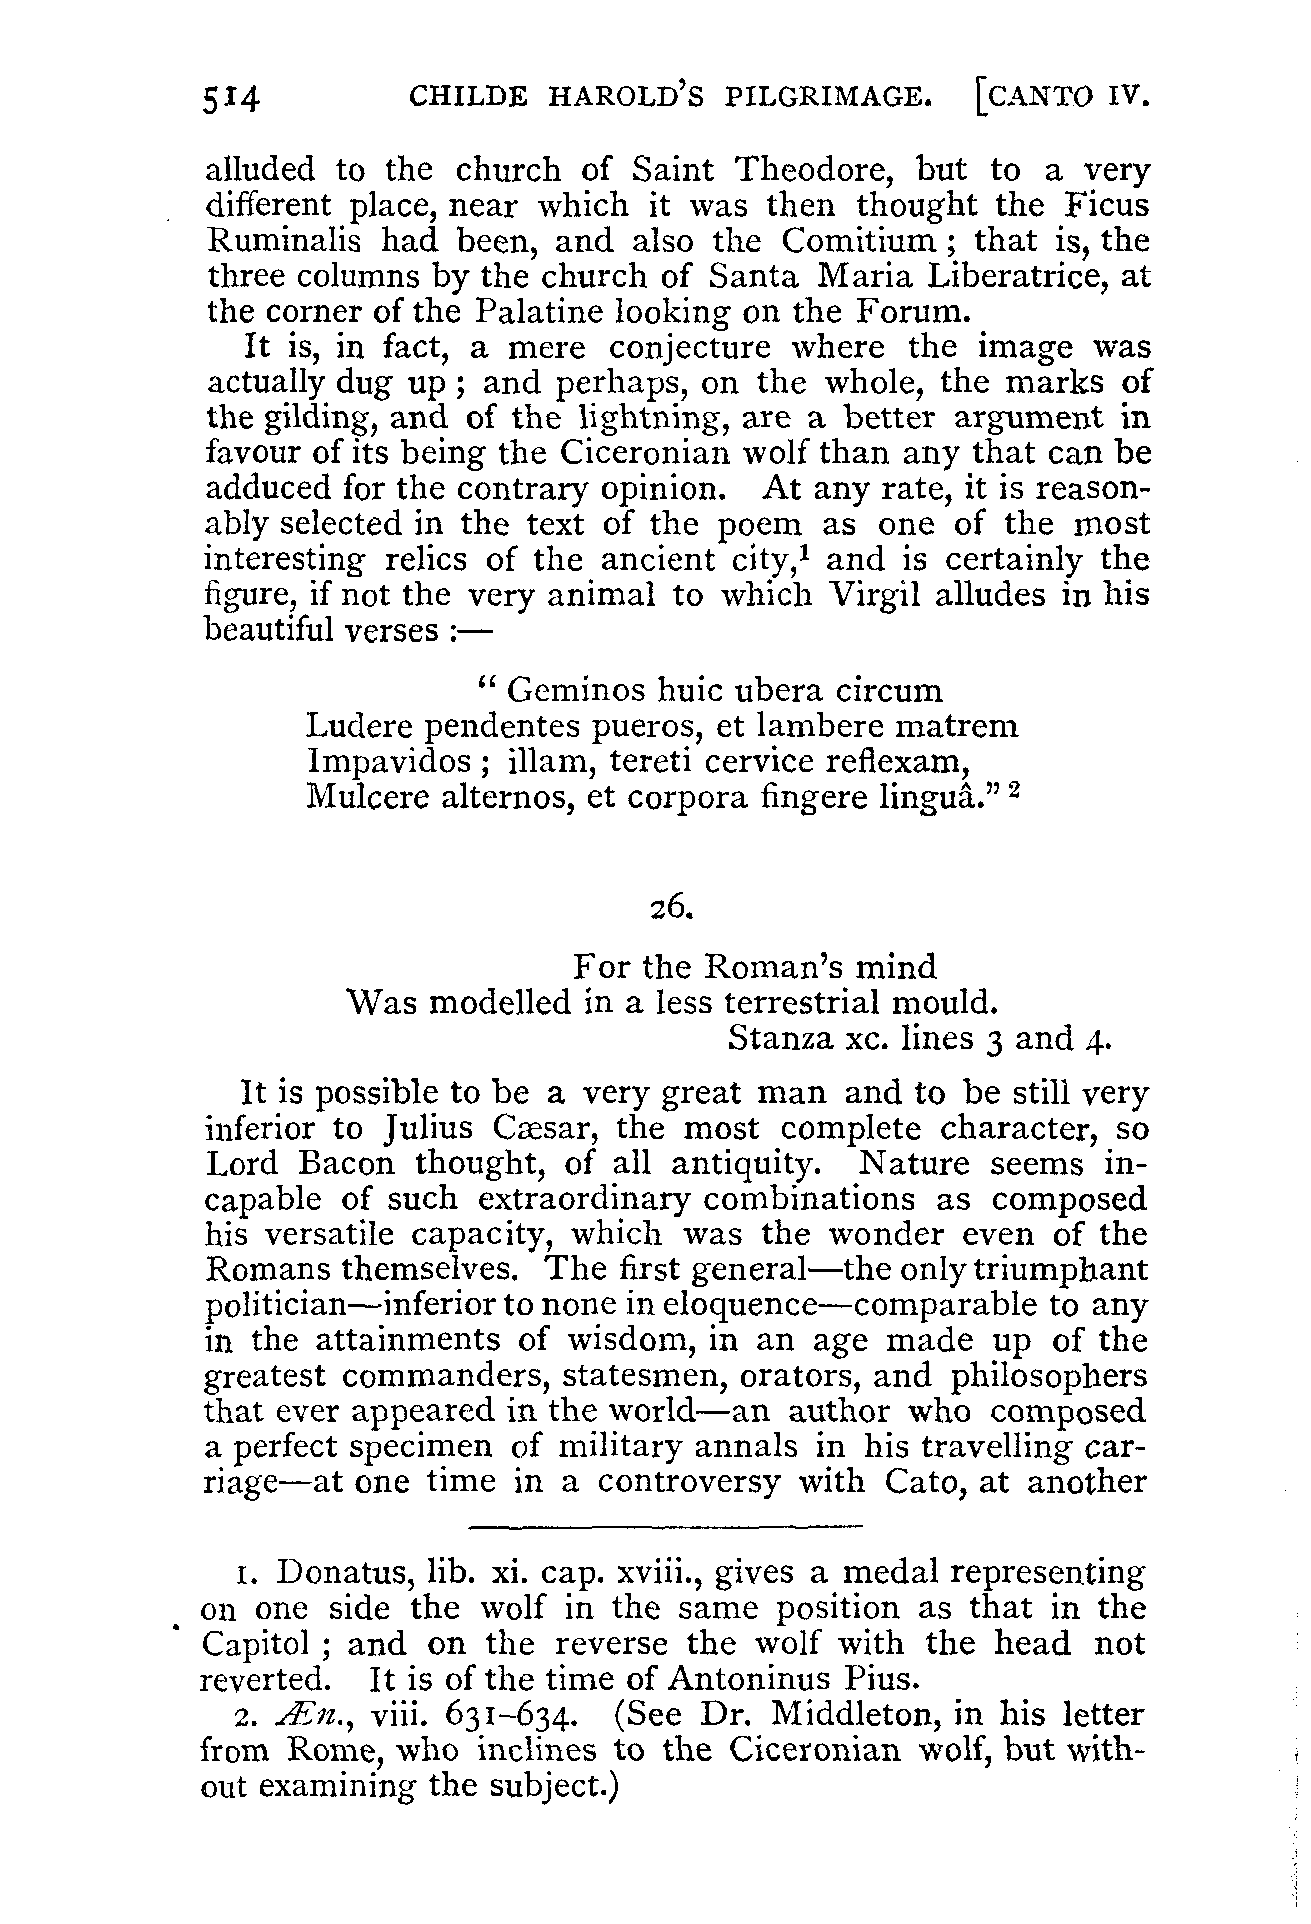 514 CHILDE HAROLD'S PILGRIMAGE. [CANTO IV.
alluded to the church of Saint Theodore, but to a very
different place, near which it was then thought the Ficus
Ruminalis had been, and also the Comitium ; that is, the
three columns by the church of Santa Maria Liberatrice, at
the corner of the Palatine looking on the Forum.
It is, in fact, a mere conjecture where the image was
actually dug up ; and perhaps, on the whole, the marks of
the gilding, and of the lightning, are a better argument in
favour of its being the Ciceronian wolf than any that can be
adduced for the contrary opinion. At any rate, it is reason-
ably selected in the text of the poem as one of the most
interesting relics of the ancient city,¹ and is certainly the
figure, if not the very animal to which Virgil alludes in his
beautiful verses :—
“ Geminos huic ubera circum
Ludere pendentes pueros, et lambere matrem
Impavidos ; illam, tereti cervice reflexam,
Mulcere alternos, et corpora fingere linguâ.” ²
26.
For the Roman's mind
Was modelled in a less terrestrial mould.
Stanza xc. lines 3 and 4.
It is possible to be a very great man and to be still very
inferior to Julius Cæsar, the most complete character, so
Lord Bacon thought, of all antiquity. Nature seems in-
capable of such extraordinary combinations as composed
his versatile capacity, which was the wonder even of the
Romans themselves. The first general—the only triumphant
politician—inferior to none in eloquence—comparable to any
in the attainments of wisdom, in an age made up of the
greatest commanders, statesmen, orators, and philosophers
that ever appeared in the world—an author who composed
a perfect specimen of military annals in his travelling car-
riage—at one time in a controversy with Cato, at another
1. Donatus, lib. xi. cap. xviii., gives a medal representing
on one side the wolf in the same position as that in the
Capitol ; and on the reverse the wolf with the head not
reverted. It is of the time of Antoninus Pius.
2. Æn., viii. 631–634. (See Dr. Middleton, in his letter
from Rome, who inclines to the Ciceronian wolf, but with-
out examining the subject.)